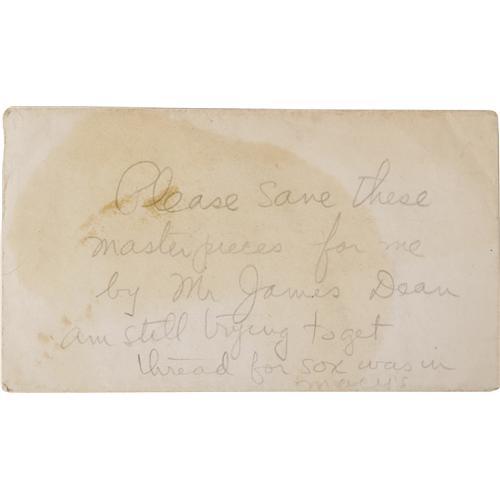 Please save these
masterpieces for me
by Mr James Dean
am still trying to get
thread for sox was in
Macy's